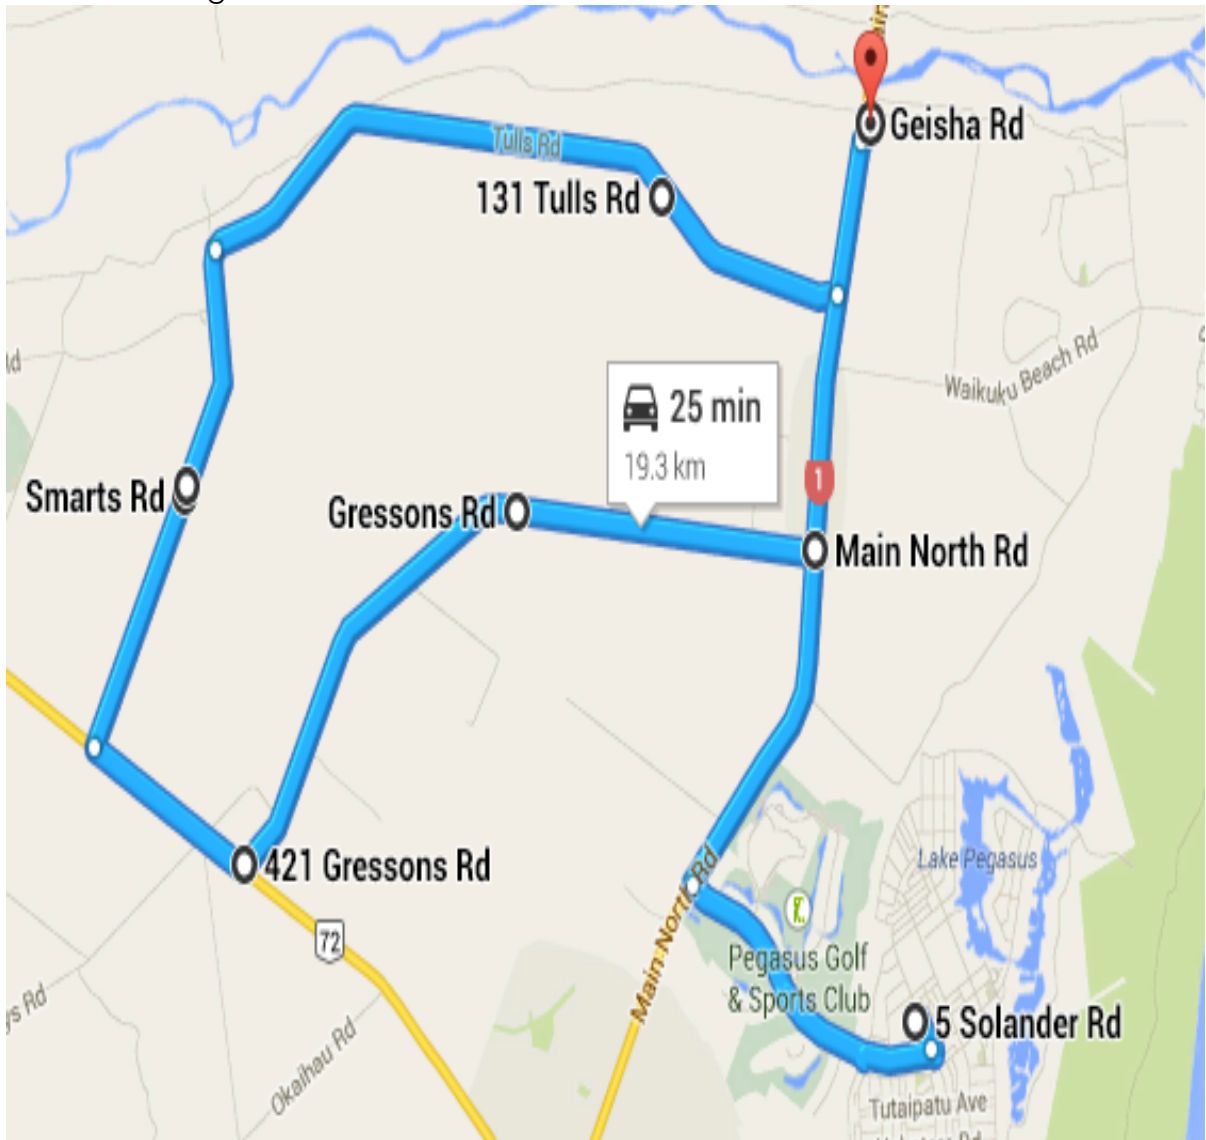 Geisha Rd
Tulls Rd
131 Tulls Rd
Waikuku Beach Rd
25 min
19.3 km
1
Smarts Rd
Gressons Rd
Main North Rd
421 Gressons Rd
Lake Pegasus
72
Main North Rd
Pegasus Golf
& Sports Club
5 Solander Rd
Okaihau Rd
Tutaipatu Ave